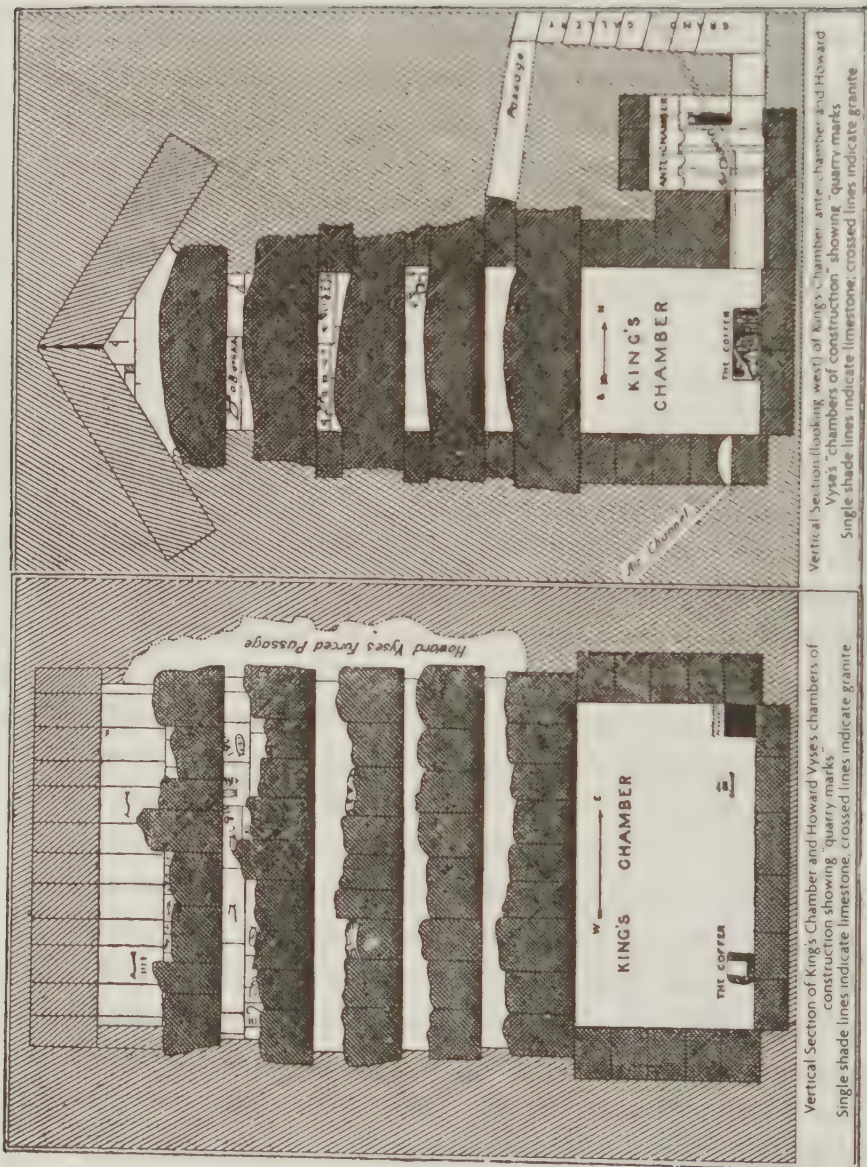 Howard Vyses Forced Passage
W E
KING'S CHAMBER
THE COFFER
Vertical Section of King's Chamber and Howard Vyse's chambers of
construction showing "quarry marks"
Single shade lines indicate limestone, crossed lines indicate granite
GRAND GALLERY
Passage
ANTE-CHAMBER
S N
KING'S
CHAMBER
THE COFFER
Air Channel
Vertical Section (looking west) of King's Chamber ante chamber and Howard
Vyse's "chambers of construction" showing "quarry marks
Single shade lines indicate limestone; crossed lines indicate granite